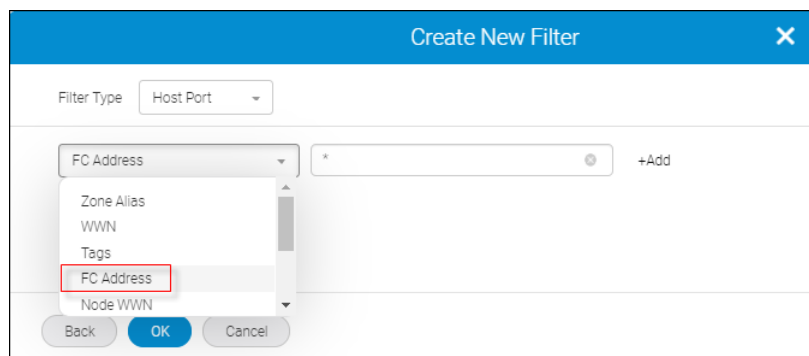 Create New Filter
Filter Type Host Port
FC Address * +Add
Zone Alias
WWN
Tags
FC Address
Node WWN
Back OK Cancel